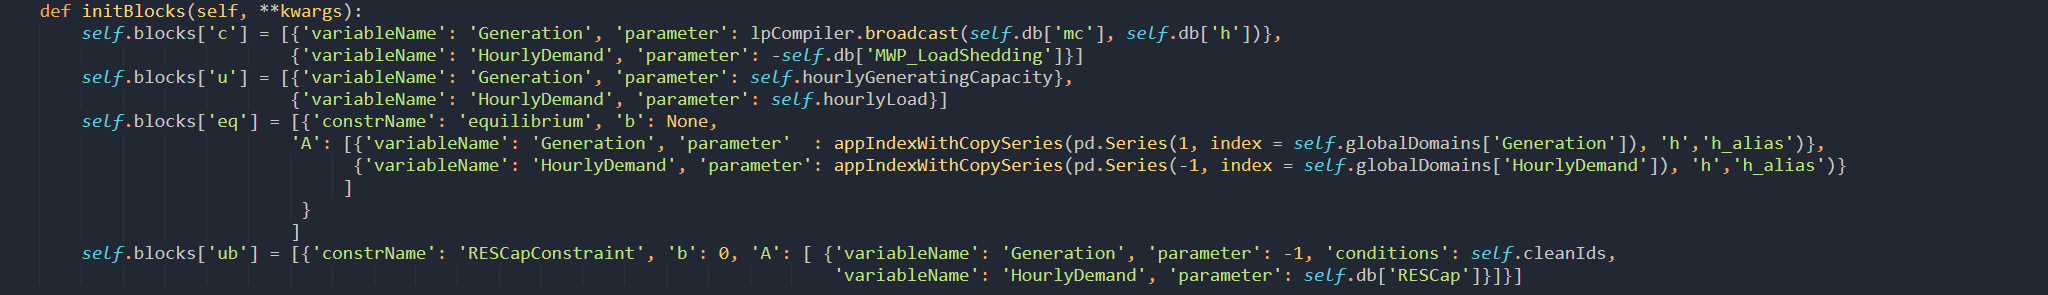 def initBlocks(self, **kwargs):
    self.blocks['c'] = [{'variableName': 'Generation', 'parameter': lpCompiler.broadcast(self.db['mc'], self.db['h'])},
                        {'variableName': 'HourlyDemand', 'parameter': -self.db['MWP_LoadShedding']}]
    self.blocks['u'] = [{'variableName': 'Generation', 'parameter': self.hourlyGeneratingCapacity},
                        {'variableName': 'HourlyDemand', 'parameter': self.hourlyLoad}]
    self.blocks['eq'] = [{'constrName': 'equilibrium', 'b': None,
                        'A': [{'variableName': 'Generation', 'parameter'  : appIndexWithCopySeries(pd.Series(1, index = self.globalDomains['Generation']), 'h','h_alias')},
                              {'variableName': 'HourlyDemand', 'parameter': appIndexWithCopySeries(pd.Series(-1, index = self.globalDomains['HourlyDemand']), 'h','h_alias')}
                             ]
                         }
                        ]
    self.blocks['ub'] = [{'constrName': 'RESCapConstraint', 'b': 0, 'A': [ {'variableName': 'Generation', 'parameter': -1, 'conditions': self.cleanIds,
                                                                            'variableName': 'HourlyDemand', 'parameter': self.db['RESCap']}]}]